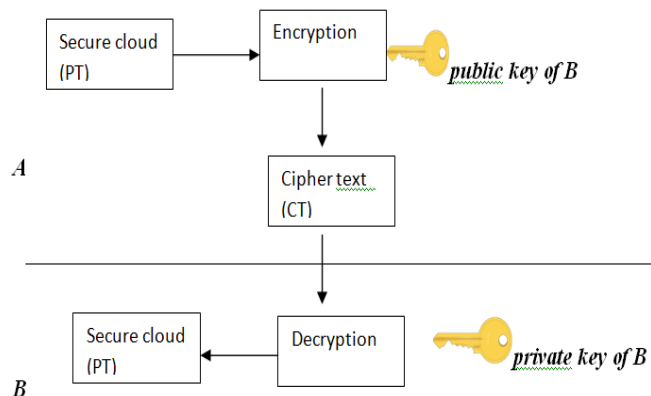 Secure cloud
(PT)
Encryption
public key of B
A
Cipher text
(CT)
Secure cloud
(PT)
Decryption
private key of B
B